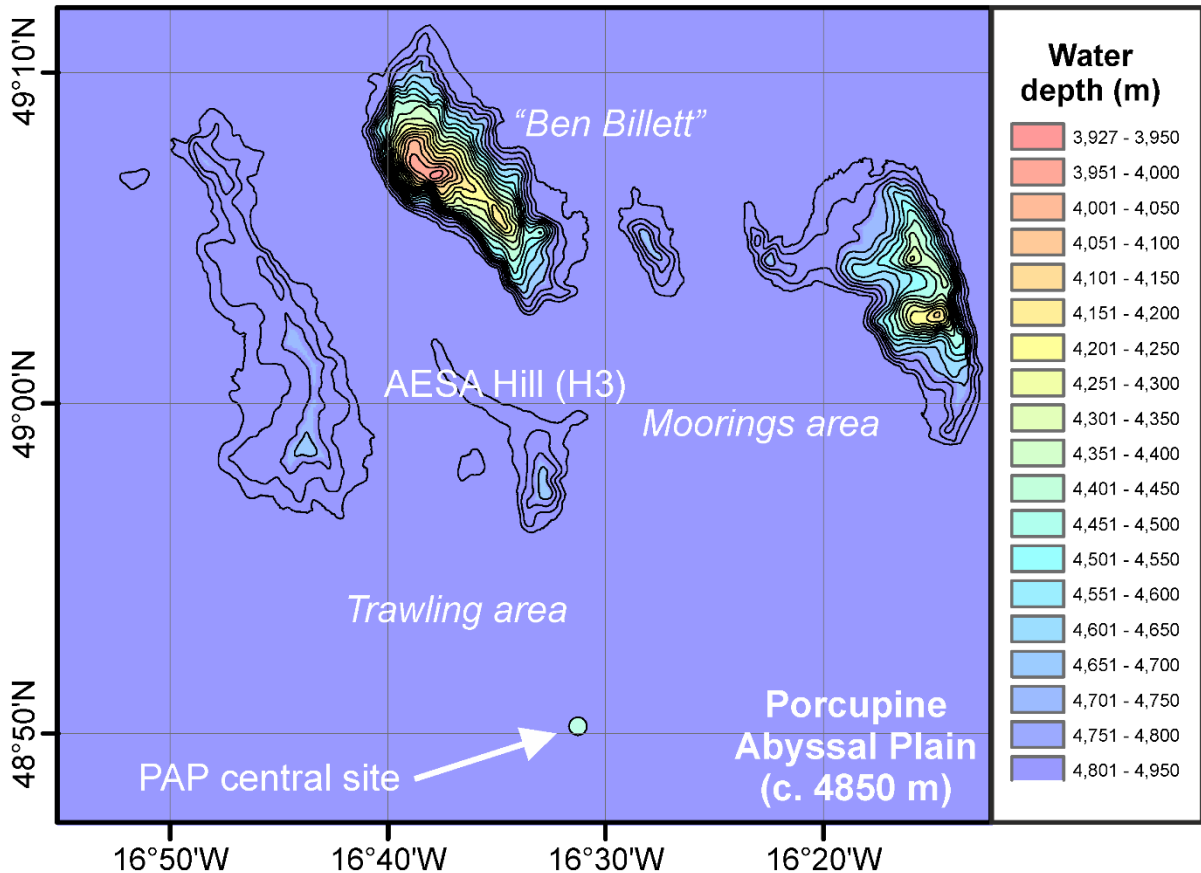 49°10'N
49°00'N
48°50'N
“Ben Billett”
AESA Hill (H3)
Moorings area
Trawling area
PAP central site
Porcupine
Abyssal Plain
(c. 4850 m)
16°50'W
16°40'W
16°30'W
16°20'W
Water
depth (m)
3,927 - 3,950
3,951 - 4,000
4,001 - 4,050
4,051 - 4,100
4,101 - 4,150
4,151 - 4,200
4,201 - 4,250
4,251 - 4,300
4,301 - 4,350
4,351 - 4,400
4,401 - 4,450
4,451 - 4,500
4,501 - 4,550
4,551 - 4,600
4,601 - 4,650
4,651 - 4,700
4,701 - 4,750
4,751 - 4,800
4,801 - 4,950